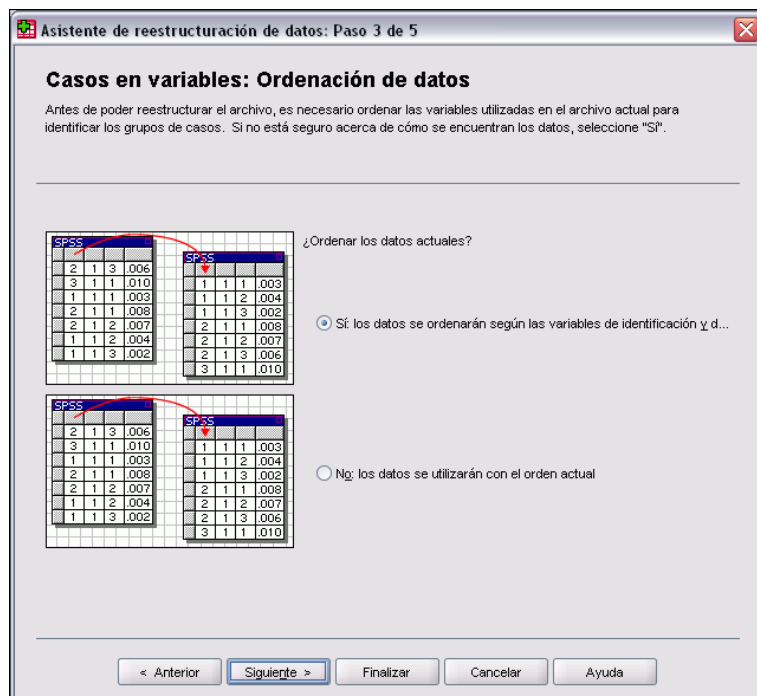 Asistente de reestructuración de datos: Paso 3 de 5
Casos en variables: Ordenación de datos
Antes de poder reestructurar el archivo, es necesario ordenar las variables utilizadas en el archivo actual para
identificar los grupos de casos. Si no está seguro acerca de cómo se encuentran los datos, seleccione "Sí".
¿Ordenar los datos actuales?
SPSS
2 1 3 .006
3 1 1 .010
1 1 1 .003
2 1 1 .008
2 1 2 .007
1 1 2 .004
1 1 3 .002
SPSS
1 1 1 .003
1 1 2 .004
1 1 3 .002
2 1 1 .008
2 1 2 .007
2 1 3 .006
3 1 1 .010
Sí: los datos se ordenarán según las variables de identificación y d...
SPSS
2 1 3 .006
3 1 1 .010
1 1 1 .003
2 1 1 .008
2 1 2 .007
1 1 2 .004
1 1 3 .002
SPSS
1 1 1 .003
1 1 2 .004
1 1 3 .002
2 1 1 .008
2 1 2 .007
2 1 3 .006
3 1 1 .010
No: los datos se utilizarán con el orden actual
< Anterior
Siguiente >
Finalizar
Cancelar
Ayuda